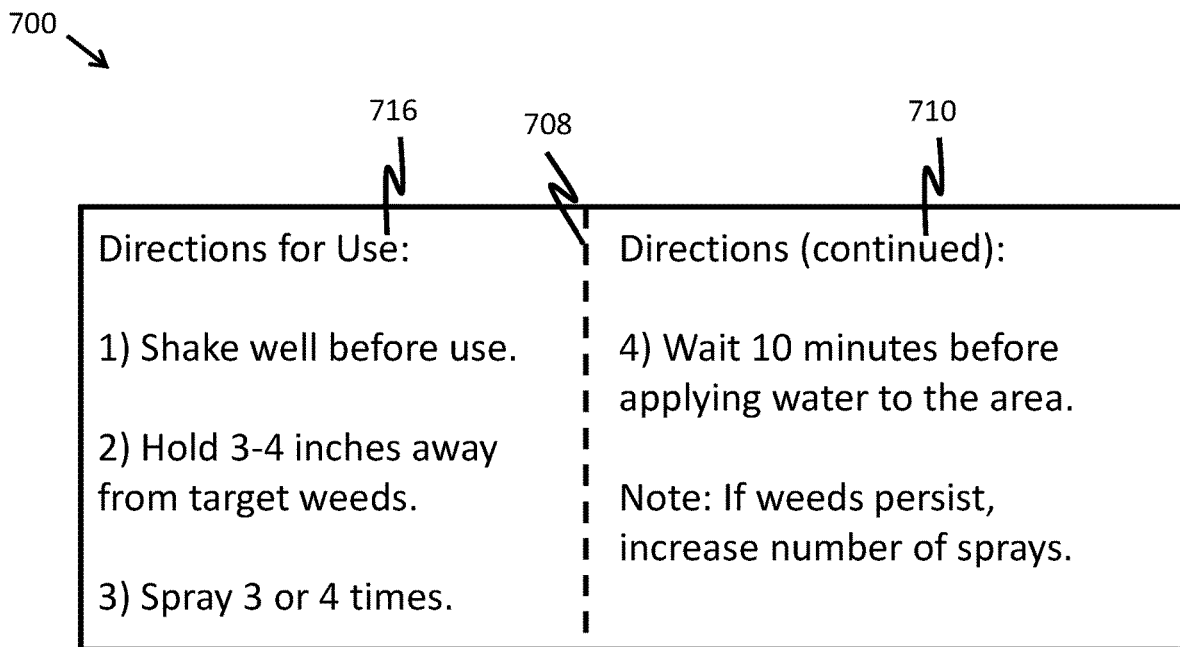 700
716
708
710
Directions for Use:
1) Shake well before use.
2) Hold 3-4 inches away
from target weeds.
3) Spray 3 or 4 times.
Directions (continued):
4) Wait 10 minutes before
applying water to the area.
Note: If weeds persist,
increase number of sprays.